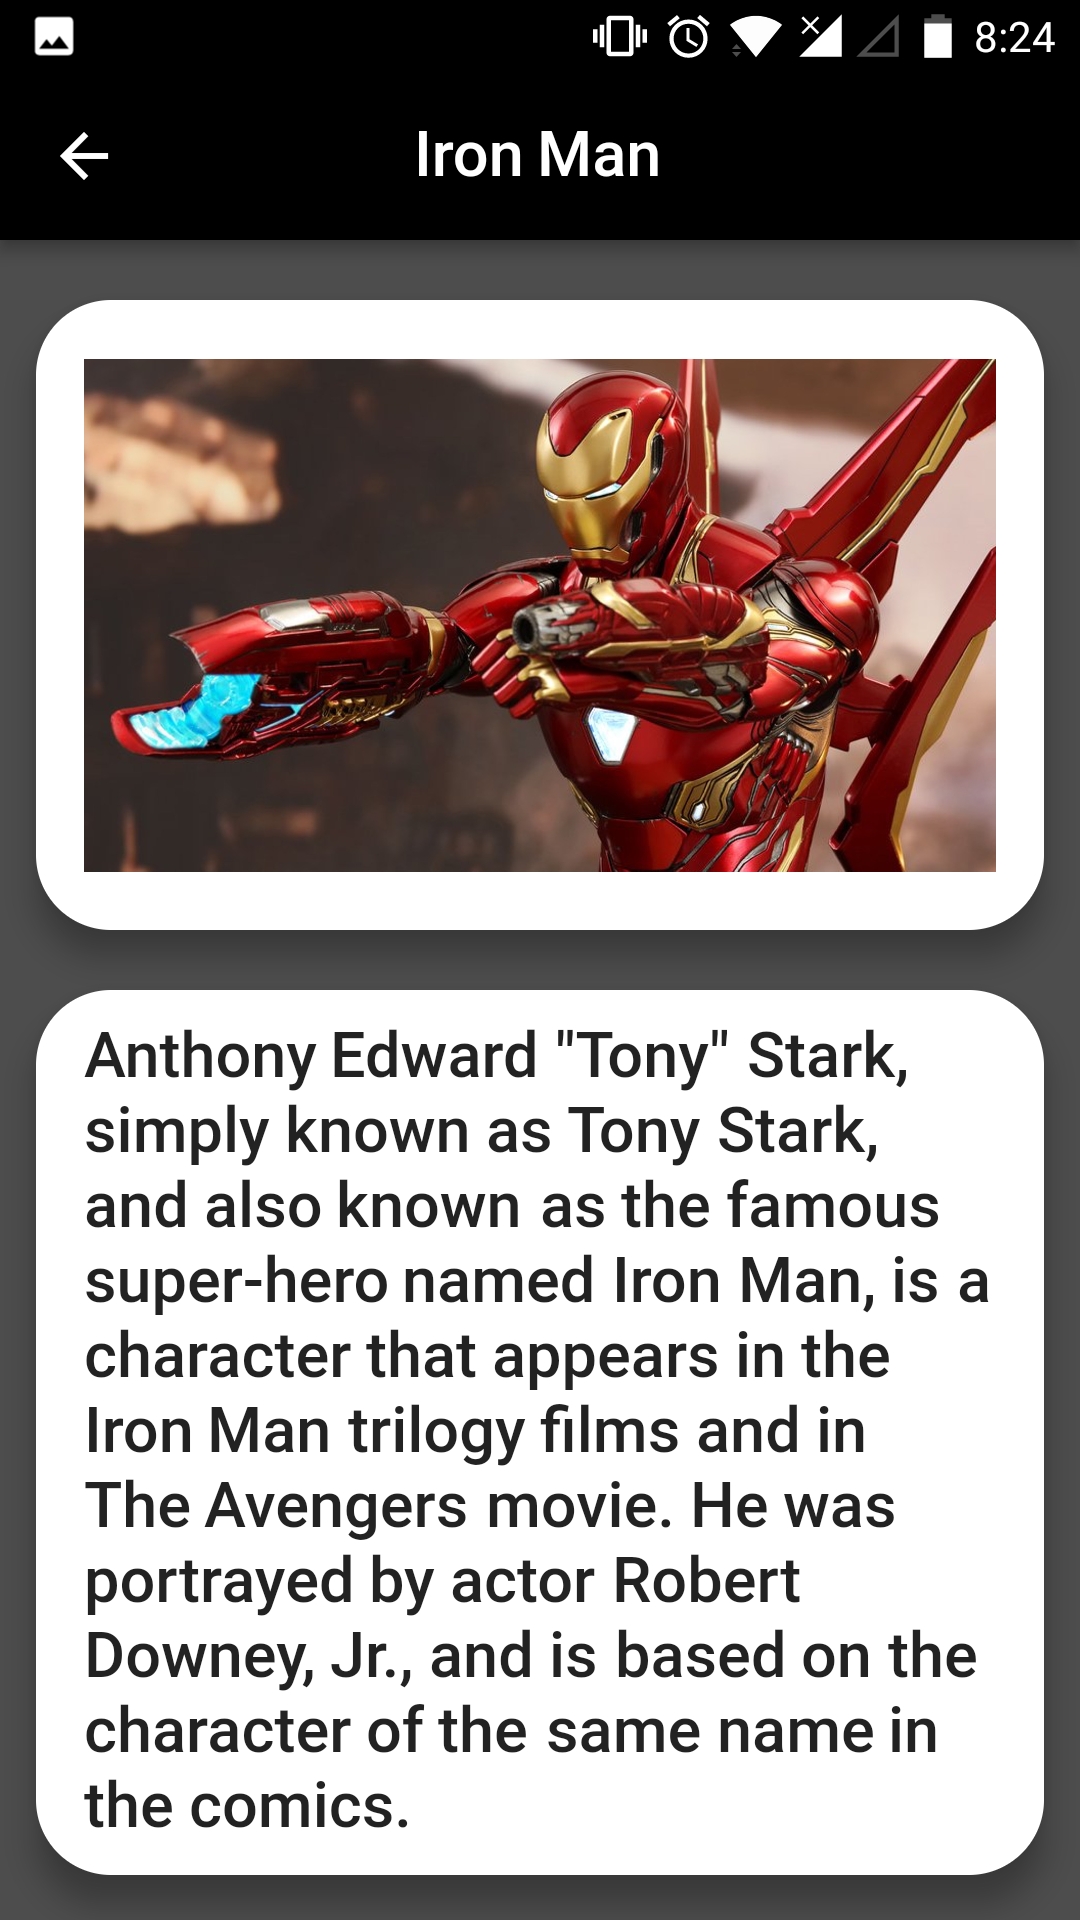 8:24
Iron Man
Anthony Edward "Tony" Stark,
simply known as Tony Stark,
and also known as the famous
super-hero named Iron Man, is a
character that appears in the
Iron Man trilogy films and in
The Avengers movie. He was
portrayed by actor Robert
Downey, Jr., and is based on the
character of the same name in
the comics.